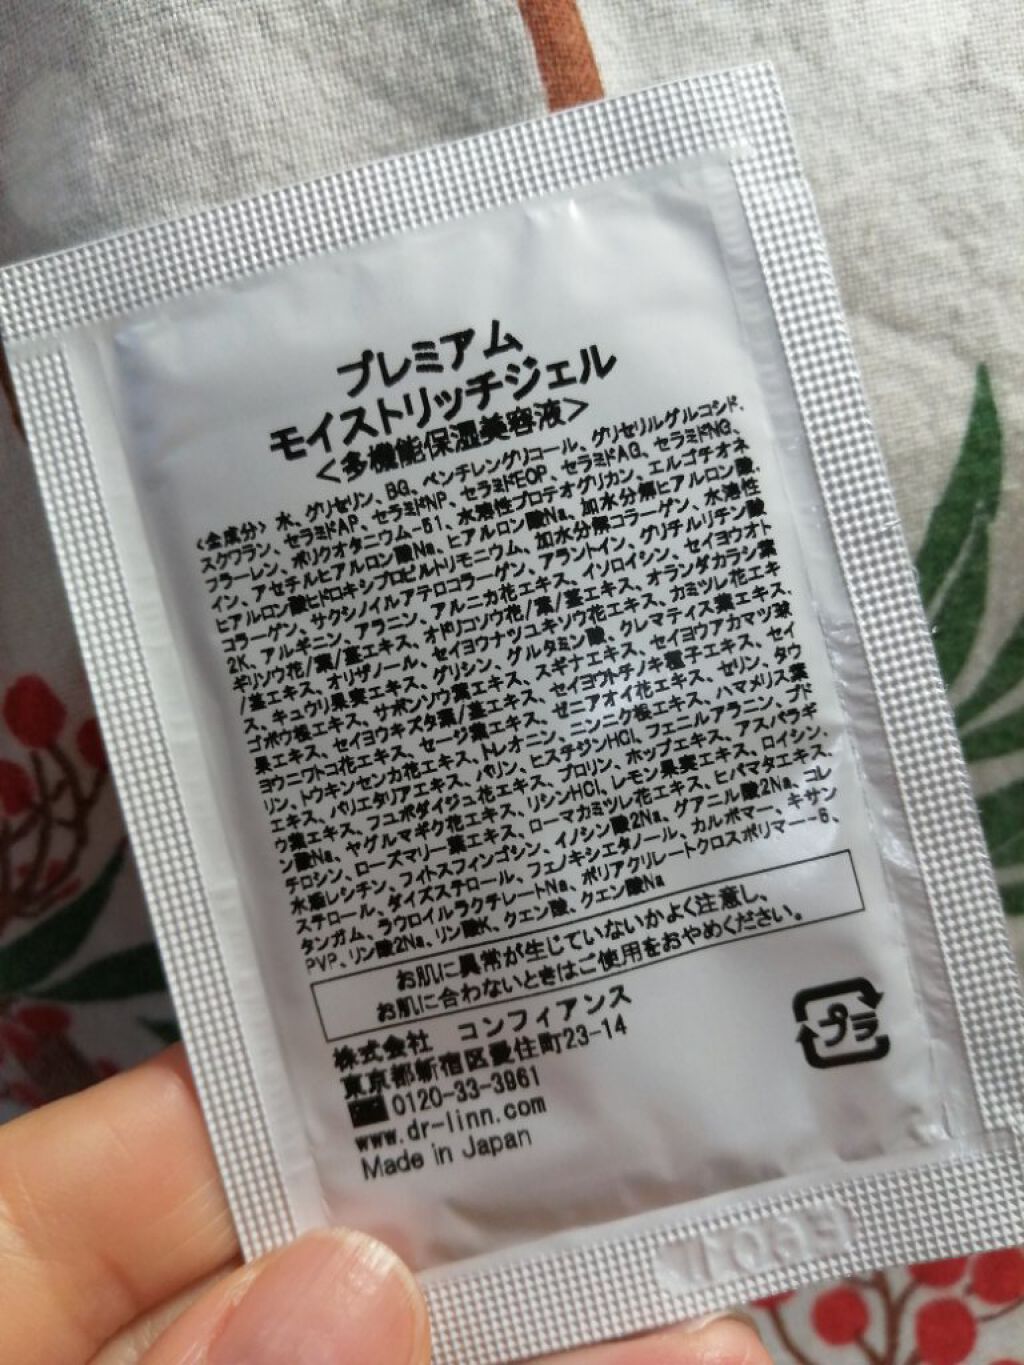 プレミアム
モイストリッチジェル
＜多機能保湿美容液＞
＜全成分＞ 水、グリセリン、BG、ペンチレングリコール、グリセリルグルコシド、
スクワラン、セラミドAP、セラミドNP、セラミドEOP、セラミドAG、セラミドNG、
フラーレン、ポリクオタニウム-51、水溶性プロテオグリカン、エルゴチオネ
イン、アセチルヒアルロン酸Na、ヒアルロン酸Na、加水分解ヒアルロン酸、
ヒアルロン酸ヒドロキシプロピルトリモニウム、加水分解コラーゲン、水溶性
コラーゲン、サクシノイルアテロコラーゲン、アラントイン、グリチルリチン酸
2K、アルギニン、アラニン、アルニカ花エキス、イソロイシン、セイヨウオト
ギリソウ花/葉/茎エキス、オドリコソウ花/葉/茎エキス、オランダカラシ葉
/茎エキス、オリザノール、セイヨウナツユキソウ花エキス、カミツレ花エキ
ス、キュウリ果実エキス、グリシン、グルタミン酸、クレマティス葉エキス、
ゴボウ根エキス、サボンソウ葉エキス、スギナエキス、セイヨウアカマツ球
果エキス、セイヨウキズタ葉/茎エキス、セイヨウトチノキ種子エキス、セイ
ヨウニワトコ花エキス、セージ葉エキス、ゼニアオイ花エキス、セリン、タウ
リン、トウキンセンカ花エキス、トレオニン、ニンニク根エキス、ハマメリス葉
エキス、パリエタリアエキス、バリン、ヒスチジンHCl、フェニルアラニン、ブド
ウ葉エキス、フユボダイジュ花エキス、プロリン、ホップエキス、アスパラギ
ン酸Na、ヤグルマギク花エキス、リシンHCl、レモン果実エキス、ロイシン、
チロシン、ローズマリー葉エキス、ローマカミツレ花エキス、ヒバマタエキス、
水添レシチン、フィトスフィンゴシン、イノシン酸2Na、グアニル酸2Na、コレ
ステロール、ダイズステロール、フェノキシエタノール、カルボマー、キサン
タンガム、ラウロイルラクチレートNa、ポリアクリレートクロスポリマー-6、
PVP、リン酸2Na、リン酸K、クエン酸、クエン酸Na
お肌に異常が生じていないかよく注意し、
お肌に合わないときはご使用をおやめください。
株式会社 コンフィアンス
東京都新宿区愛住町23-14
0120-33-3961
www.dr-linn.com
Made in Japan
プラ